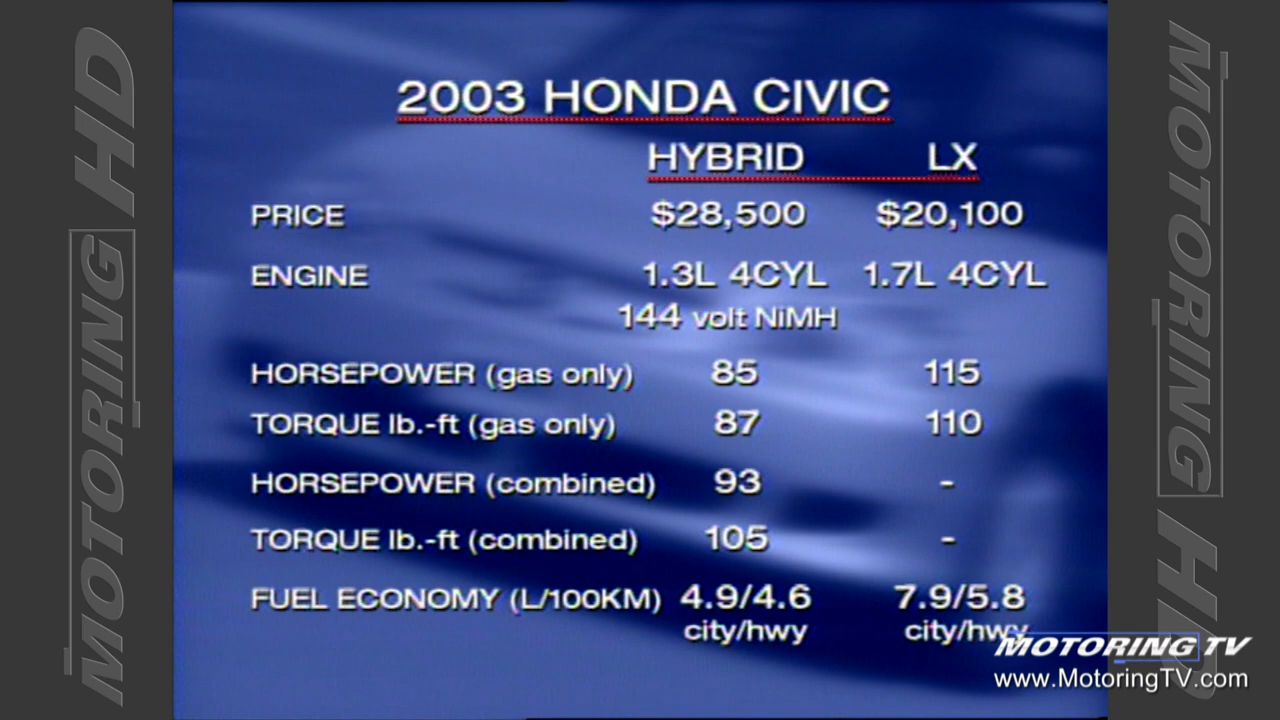 MOTORING HD
2003 HONDA CIVIC
HYBRID LX
PRICE $28,500 $20,100
ENGINE 1.3L 4CYL 1.7L 4CYL
144 volt NiMH
HORSEPOWER (gas only) 85 115
TORQUE lb.-ft (gas only) 87 110
HORSEPOWER (combined) 93 -
TORQUE lb.-ft (combined) 105 -
FUEL ECONOMY (L/100KM) 4.9/4.6 7.9/5.8
city/hwy city/hwy
MOTORING TV
www.MotoringTV.com
MOTORING HD